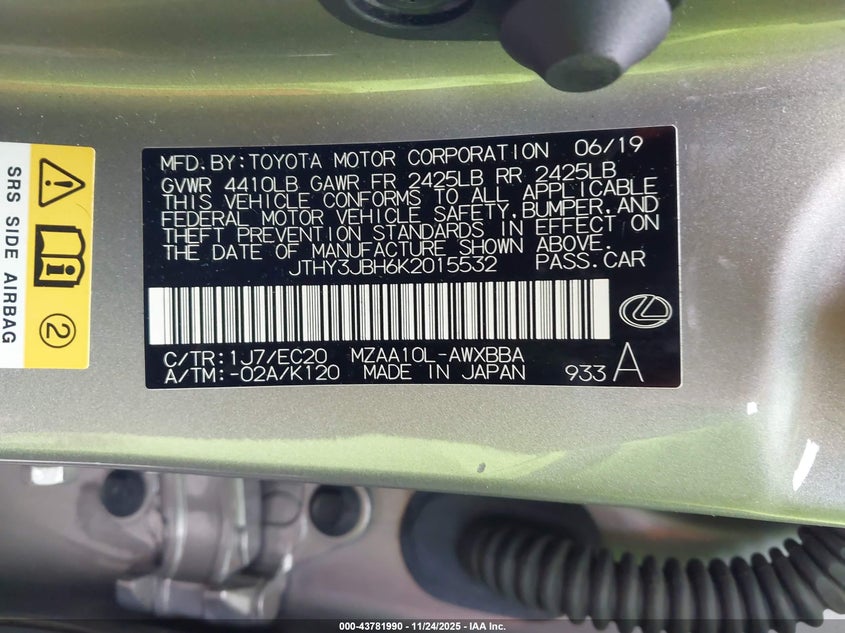 MFD.BY:TOYOTA MOTOR CORPORATION 06/19
GVWR 4410LB GAWR FR 2425LB RR 2425LB
THIS VEHICLE CONFORMS TO ALL APPLICABLE
FEDERAL MOTOR VEHICLE SAFETY,BUMPER,AND
THEFT PREVENTION STANDARDS IN EFFECT ON
THE DATE OF MANUFACTURE SHOWN ABOVE.
JTHY3JBH6K2015532 PASS.CAR
C/TR:1J7/EC20 MZAA10L-AWXBBA
A/TM:-02A/K120 MADE IN JAPAN 933 A
SRS SIDE AIRBAG
2
000-43781990 - 11/24/2025 - IAA Inc.